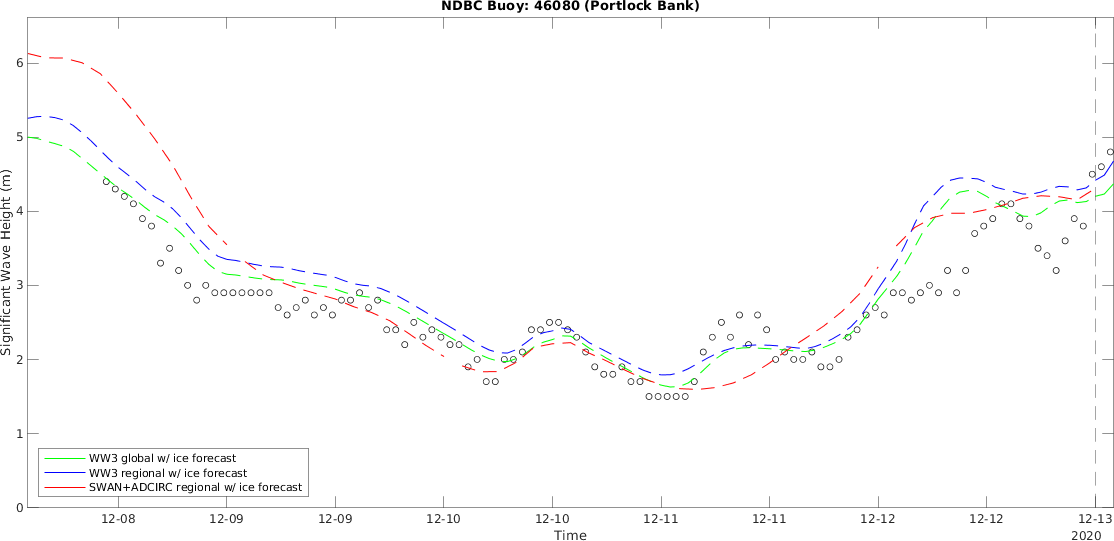 NDBC Buoy: 46080 (Portlock Bank)
Significant Wave Height (m)
6
5
4
3
2
1
0
WW3 global w/ ice forecast
WW3 regional w/ ice forecast
SWAN+ADCIRC regional w/ ice forecast
12-08 12-09 12-09 12-10 12-10 12-11 12-11 12-12 12-12 12-13
Time
2020